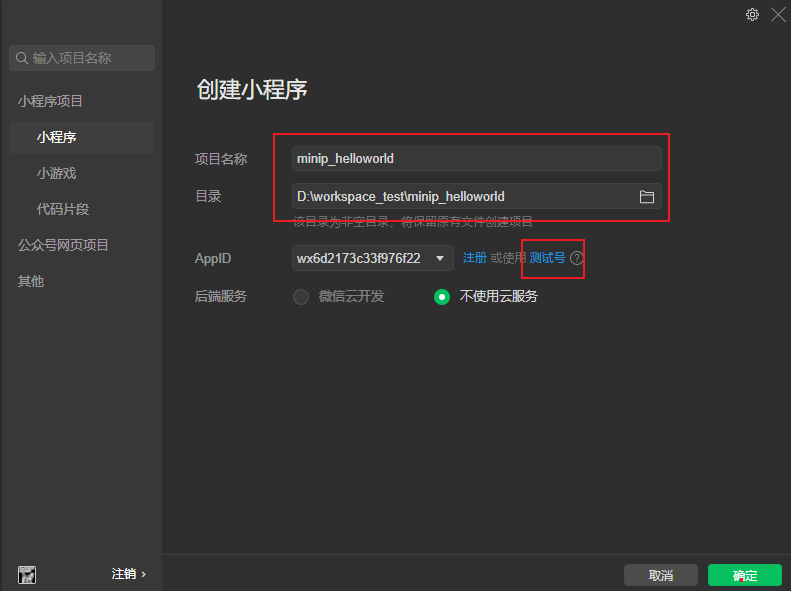 输入项目名称
小程序项目
小程序
小游戏
代码片段
公众号网页项目
其他
注销 ›
创建小程序
项目名称 minip_helloworld
目录 D:\workspace_test\minip_helloworld
该目录为非空目录，将保留原有文件创建项目
AppID wx6d2173c33f976f22 注册 或使用 测试号 ?
后端服务 微信云开发 不使用云服务
取消 确定